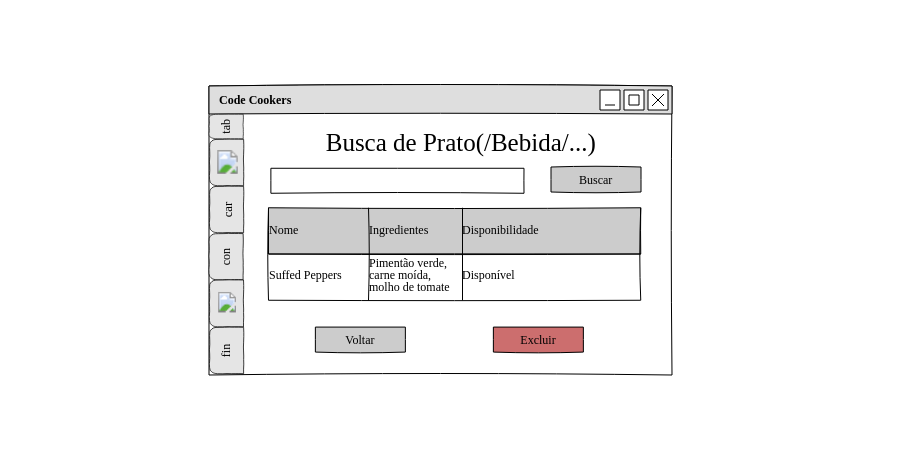 Code Cookers
tab
car
con
fin
Busca de Prato(/Bebida/...)
Buscar
Nome
Ingredientes
Disponibilidade
Suffed Peppers
Pimentão verde,
carne moída,
molho de tomate
Disponível
Voltar
Excluir